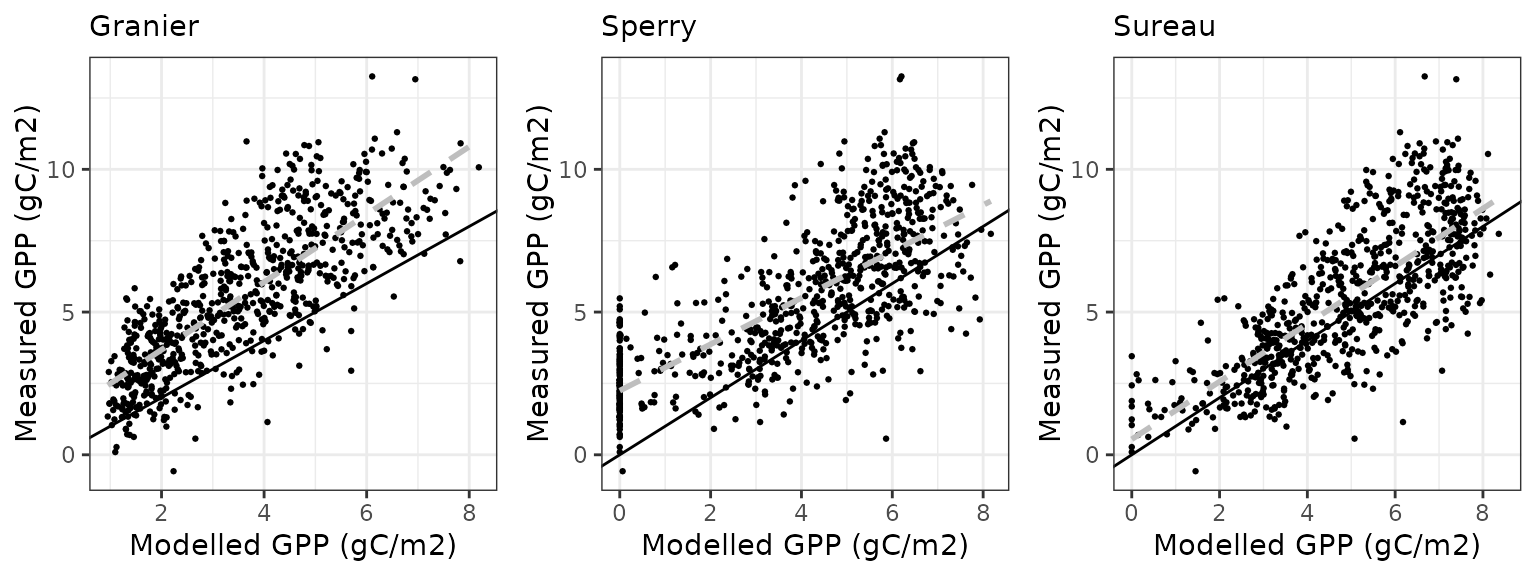 Granier
Measured GPP (gC/m2)
10
5
0
2 4 6 8
Modelled GPP (gC/m2)
Sperry
Measured GPP (gC/m2)
10
5
0
0 2 4 6 8
Modelled GPP (gC/m2)
Sureau
Measured GPP (gC/m2)
10
5
0
0 2 4 6 8
Modelled GPP (gC/m2)